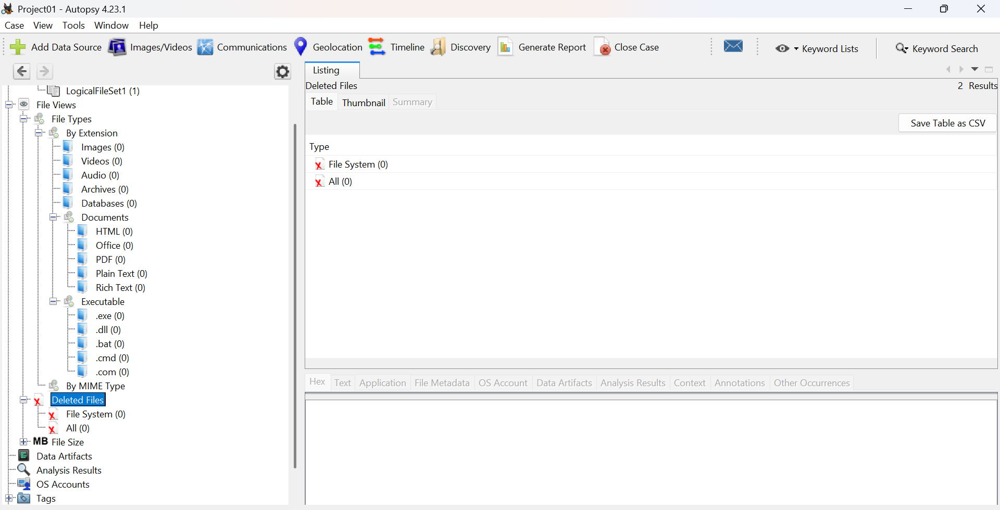 Project01 - Autopsy 4.23.1
Case View Tools Window Help
Add Data Source Images/Videos Communications Geolocation Timeline Discovery Generate Report Close Case Keyword Lists Keyword Search
Listing
LogicalFileSet1 (1)
File Views
File Types
By Extension
Images (0)
Videos (0)
Audio (0)
Archives (0)
Databases (0)
Documents
HTML (0)
Office (0)
PDF (0)
Plain Text (0)
Rich Text (0)
Executable
.exe (0)
.dll (0)
.bat (0)
.cmd (0)
.com (0)
By MIME Type
Deleted Files
File System (0)
All (0)
MB File Size
Data Artifacts
Analysis Results
OS Accounts
Tags
Deleted Files 2 Results
Table Thumbnail Summary
Save Table as CSV
Type
File System (0)
All (0)
Hex Text Application File Metadata OS Account Data Artifacts Analysis Results Context Annotations Other Occurrences